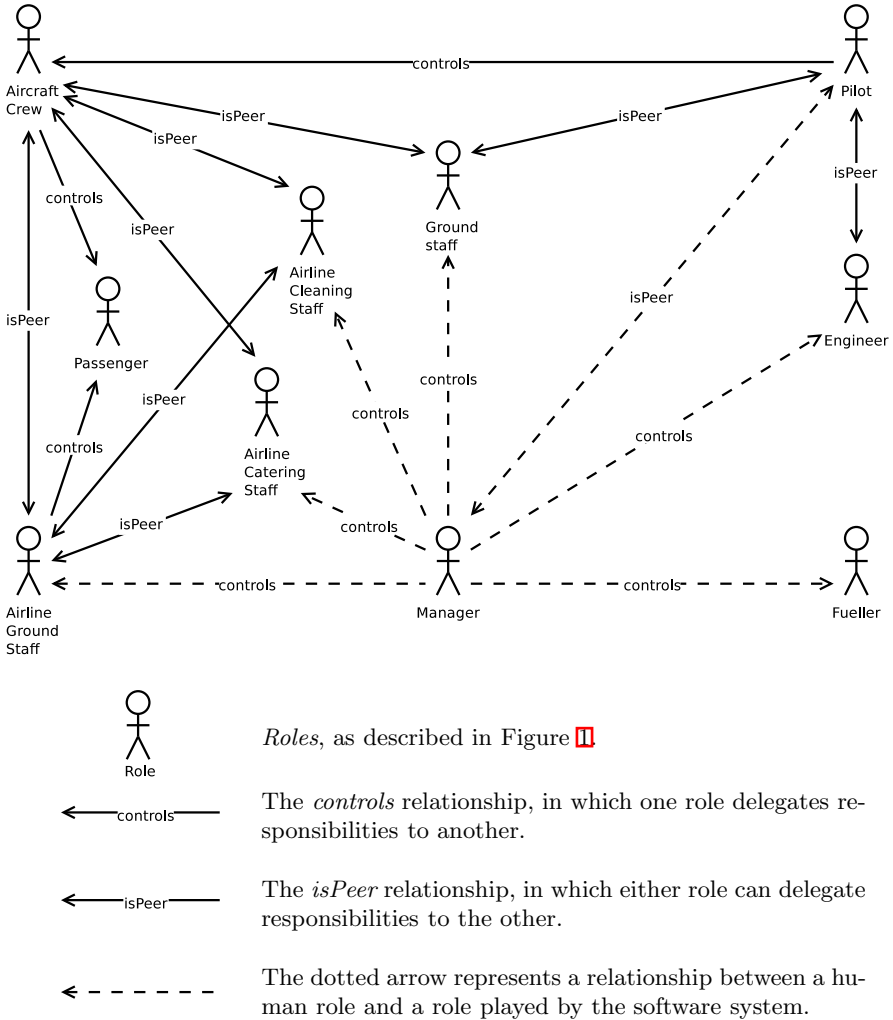 Aircraft
Crew
Pilot
controls
isPeer
isPeer
isPeer
isPeer
controls
isPeer
Ground
staff
Airline
Cleaning
Staff
isPeer
isPeer
Engineer
Passenger
controls
isPeer
controls
controls
controls
Airline
Catering
Staff
isPeer
controls
controls
controls
Airline
Ground
Staff
Manager
Fueller
Role
Roles, as described in Figure 1.
controls
The controls relationship, in which one role delegates re-
sponsibilities to another.
isPeer
The isPeer relationship, in which either role can delegate
responsibilities to the other.
The dotted arrow represents a relationship between a hu-
man role and a role played by the software system.